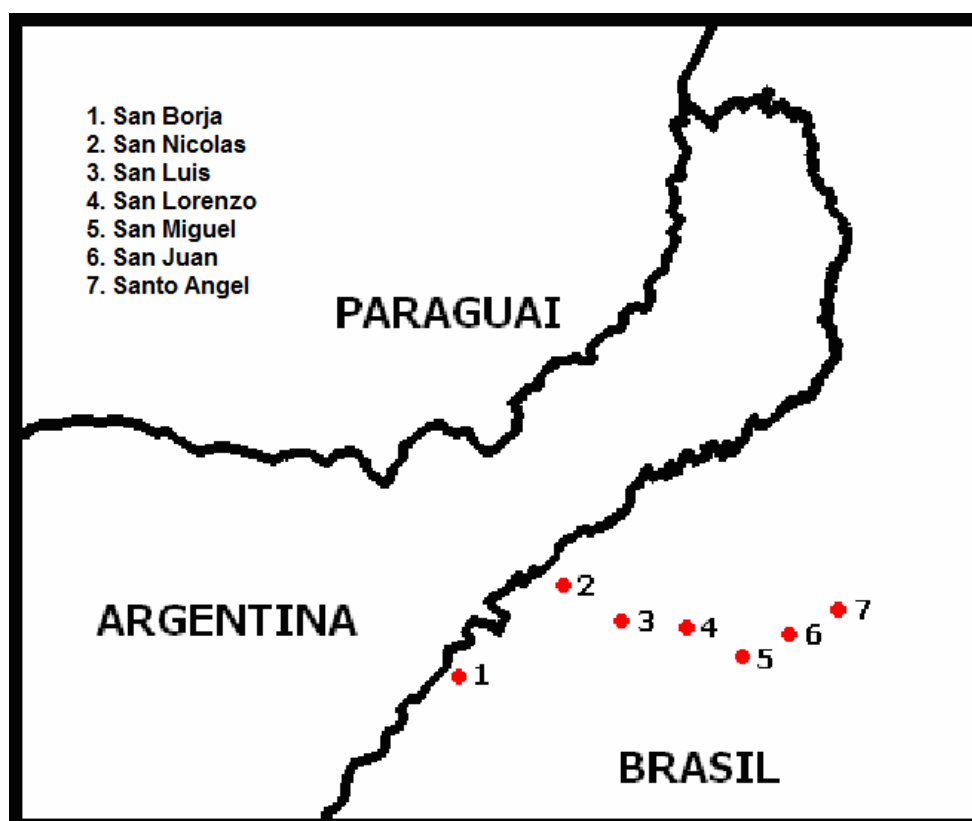 1. San Borja
2. San Nicolas
3. San Luis
4. San Lorenzo
5. San Miguel
6. San Juan
7. Santo Angel
PARAGUAI
ARGENTINA
2
3
4
5
6
7
1
BRASIL